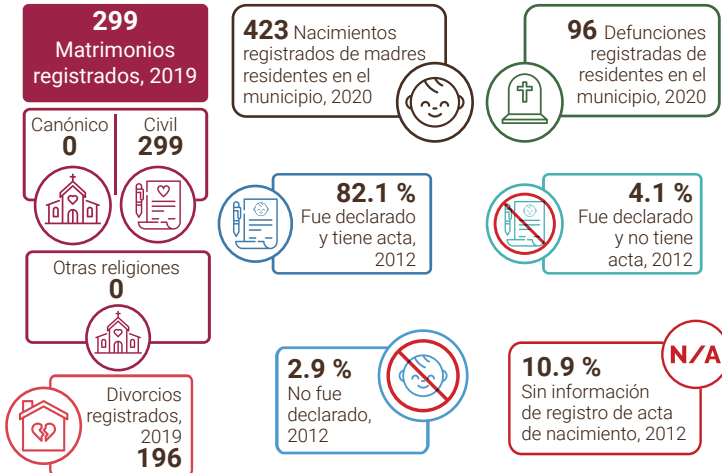 299
Matrimonios
registrados, 2019
Canónico
0
Civil
299
Otras religiones
0
Divorcios
registrados,
2019
196
423 Nacimientos
registrados de madres
residentes en el
municipio, 2020
96 Defunciones
registradas de
residentes en el
municipio, 2020
82.1 %
Fue declarado
y tiene acta,
2012
4.1 %
Fue declarado
y no tiene
acta, 2012
2.9 %
No fue
declarado,
2012
N/A
10.9 %
Sin información
de registro de acta
de nacimiento, 2012